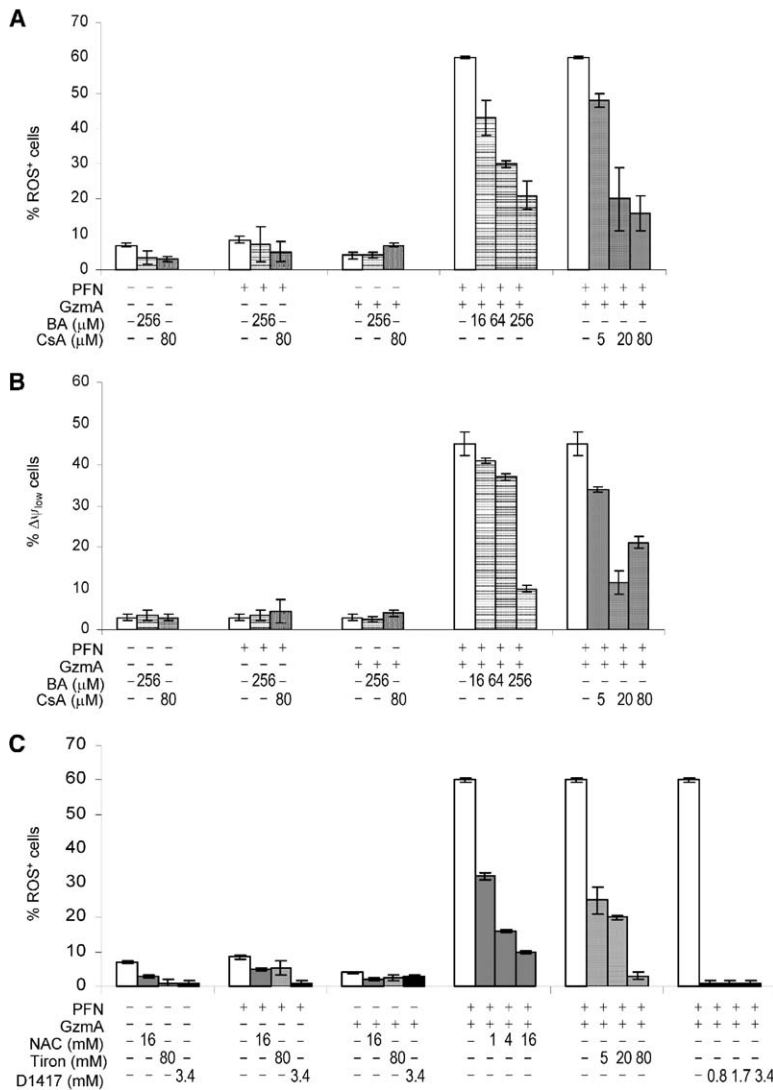 A
70
60
50
40
30
20
10
0
% ROS⁺ cells
PFN − − − + + + − − − + + + + + + + +
GzmA − − − − − − + + + + + + + + + + +
BA (μM) − 256 − − 256 − − 256 − − 16 64 256 − − − −
CsA (μM) − − 80 − − 80 − − 80 − − − − − 5 20 80
B
60
50
40
30
20
10
0
% Δψlow cells
PFN − − − + + + − − − + + + + + + + +
GzmA − − − − − − + + + + + + + + + + +
BA (μM) − 256 − − 256 − − 256 − − 16 64 256 − − − −
CsA (μM) − − 80 − − 80 − − 80 − − − − − 5 20 80
C
70
60
50
40
30
20
10
0
% ROS⁺ cells
PFN − − − − + + + + − − − − + + + + + + + + + + + +
GzmA − − − − − − − − + + + + + + + + + + + + + + + +
NAC (mM) − 16 − − − 16 − − − 16 − − − 1 4 16 − − − − − − − −
Tiron (mM) − − 80 − − − 80 − − − 80 − − − − − − 5 20 80 − − − −
D1417 (mM) − − − 3.4 − − − 3.4 − − − 3.4 − − − − − − − − − 0.8 1.7 3.4